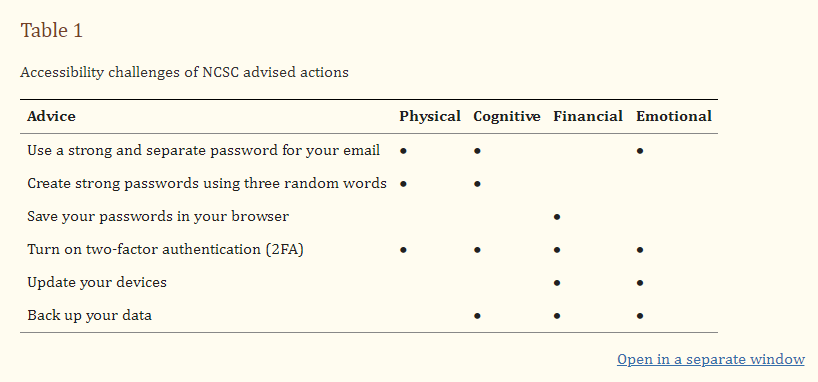 Table 1
Accessibility challenges of NCSC advised actions
Advice Physical Cognitive Financial Emotional
Use a strong and separate password for your email • • •
Create strong passwords using three random words • •
Save your passwords in your browser •
Turn on two-factor authentication (2FA) • • • •
Update your devices • •
Back up your data • • •
Open in a separate window